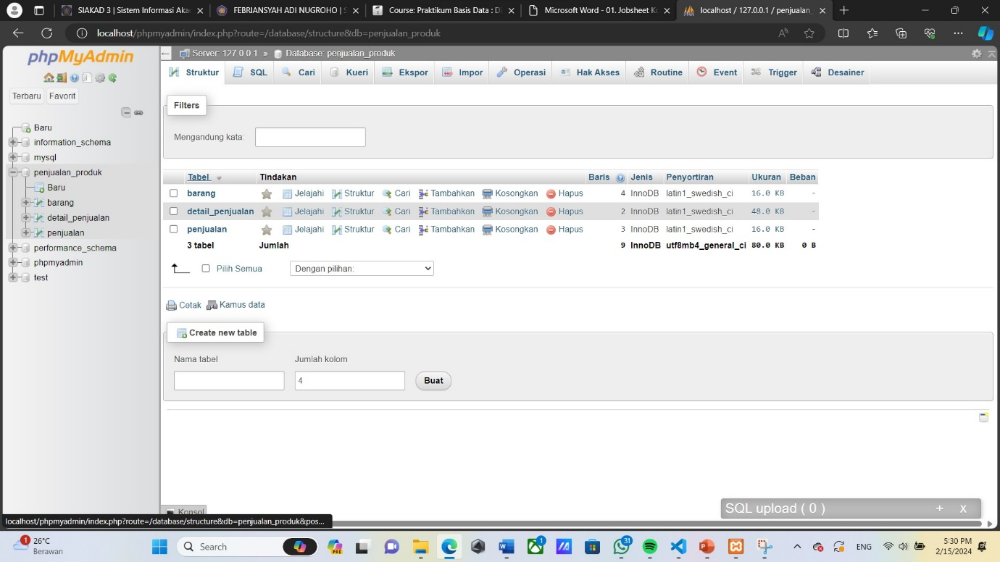 SIAKAD 3 | Sistem Informasi Aka
FEBRIANSYAH ADI NUGROHO | S
Course: Praktikum Basis Data : Di
Microsoft Word - 01. Jobsheet K
localhost / 127.0.0.1 / penjualan_
localhost/phpmyadmin/index.php?route=/database/structure&db=penjualan_produk
phpMyAdmin
Terbaru Favorit
Baru
information_schema
mysql
penjualan_produk
Baru
barang
detail_penjualan
penjualan
performance_schema
phpmyadmin
test
Server: 127.0.0.1 » Database: penjualan_produk
Struktur SQL Cari Kueri Ekspor Impor Operasi Hak Akses Routine Event Trigger Desainer
Filters
Mengandung kata:
Tabel Tindakan Baris Jenis Penyortiran Ukuran Beban
barang Jelajahi Struktur Cari Tambahkan Kosongkan Hapus 4 InnoDB latin1_swedish_ci 16.0 KB -
detail_penjualan Jelajahi Struktur Cari Tambahkan Kosongkan Hapus 2 InnoDB latin1_swedish_ci 48.0 KB -
penjualan Jelajahi Struktur Cari Tambahkan Kosongkan Hapus 3 InnoDB latin1_swedish_ci 16.0 KB -
3 tabel Jumlah 9 InnoDB utf8mb4_general_ci 80.0 KB 0 B
Pilih Semua Dengan pilihan:
Cetak Kamus data
Create new table
Nama tabel Jumlah kolom
4 Buat
Konsol
SQL upload ( 0 ) + x
localhost/phpmyadmin/index.php?route=/database/structure&db=penjualan_produk&pos...
1 26°C
Berawan
Search
PRE
1
31
ENG
5:30 PM
2/15/2024